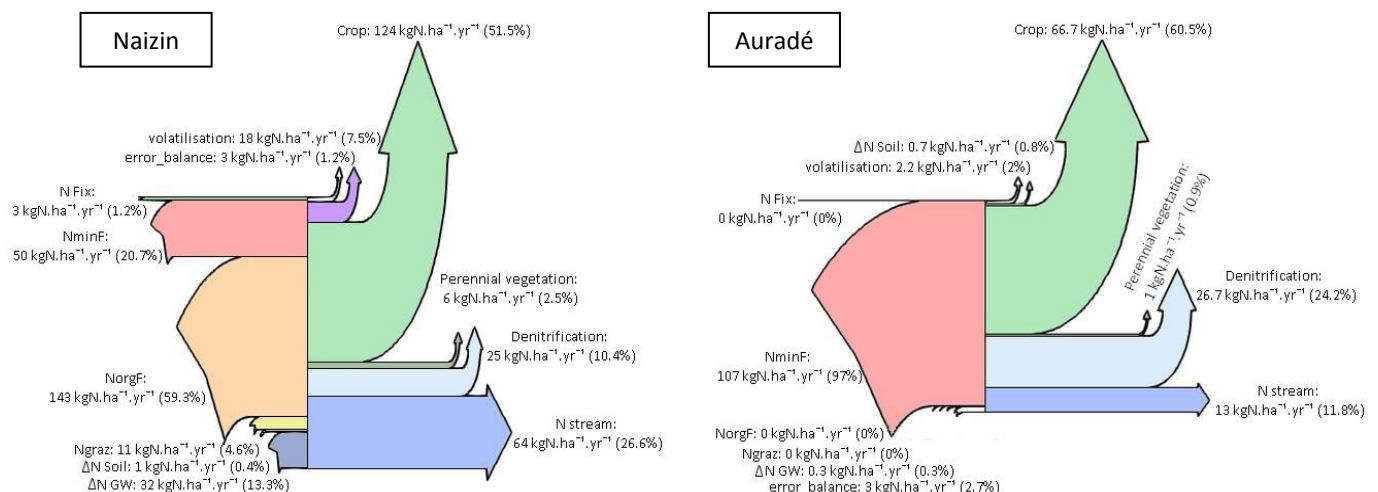 Naizin
Crop: 124 kgN.ha⁻¹.yr⁻¹ (51.5%)
volatilisation: 18 kgN.ha⁻¹.yr⁻¹ (7.5%)
error_balance: 3 kgN.ha⁻¹.yr⁻¹ (1.2%)
N Fix:
3 kgN.ha⁻¹.yr⁻¹ (1.2%)
NminF:
50 kgN.ha⁻¹.yr⁻¹ (20.7%)
Perennial vegetation:
6 kgN.ha⁻¹.yr⁻¹ (2.5%)
Denitrification:
25 kgN.ha⁻¹.yr⁻¹ (10.4%)
NorgF:
143 kgN.ha⁻¹.yr⁻¹ (59.3%)
N stream:
64 kgN.ha⁻¹.yr⁻¹ (26.6%)
Ngraz: 11 kgN.ha⁻¹.yr⁻¹ (4.6%)
ΔN Soil: 1 kgN.ha⁻¹.yr⁻¹ (0.4%)
ΔN GW: 32 kgN.ha⁻¹.yr⁻¹ (13.3%)
Auradé
Crop: 66.7 kgN.ha⁻¹.yr⁻¹ (60.5%)
ΔN Soil: 0.7 kgN.ha⁻¹.yr⁻¹ (0.8%)
volatilisation: 2.2 kgN.ha⁻¹.yr⁻¹ (2%)
N Fix:
0 kgN.ha⁻¹.yr⁻¹ (0%)
Perennial vegetation:
1 kgN.ha⁻¹.yr⁻¹ (0.9%)
Denitrification:
26.7 kgN.ha⁻¹.yr⁻¹ (24.2%)
NminF:
107 kgN.ha⁻¹.yr⁻¹ (97%)
N stream:
13 kgN.ha⁻¹.yr⁻¹ (11.8%)
NorgF: 0 kgN.ha⁻¹.yr⁻¹ (0%)
Ngraz: 0 kgN.ha⁻¹.yr⁻¹ (0%)
ΔN GW: 0.3 kgN.ha⁻¹.yr⁻¹ (0.3%)
error_balance: 3 kgN.ha⁻¹.yr⁻¹ (2.7%)